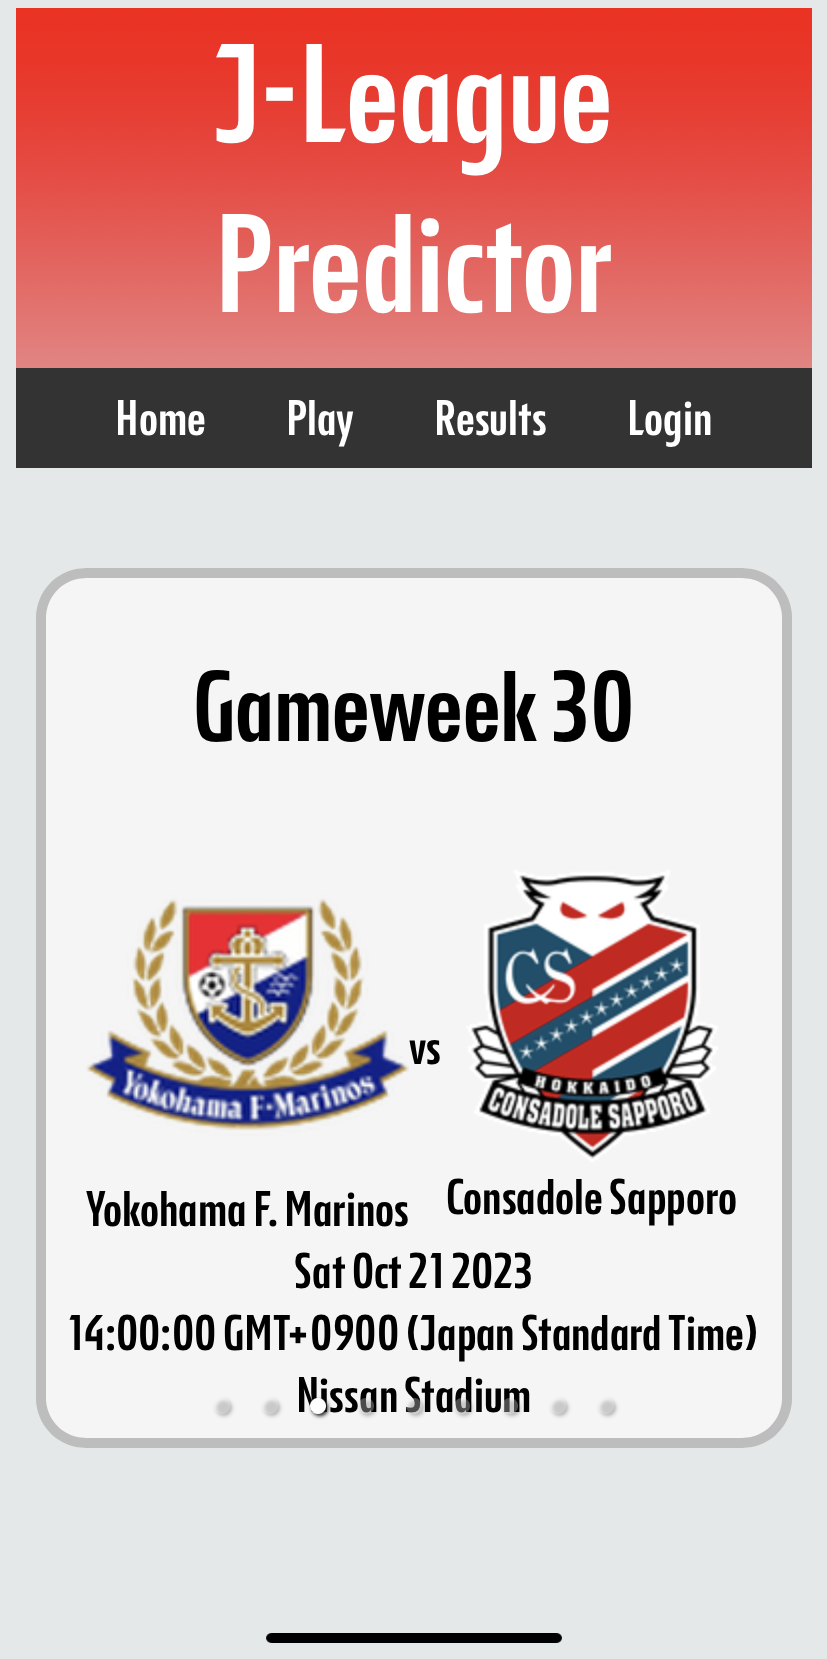 J-League
Predictor
Home Play Results Login
Gameweek 30
CS
vs
HOKKAIDO
Yokohama F·Marinos
CONSADOLE SAPPORO
Yokohama F. Marinos
Consadole Sapporo
Sat Oct 21 2023
14:00:00 GMT+0900 (Japan Standard Time)
Nissan Stadium